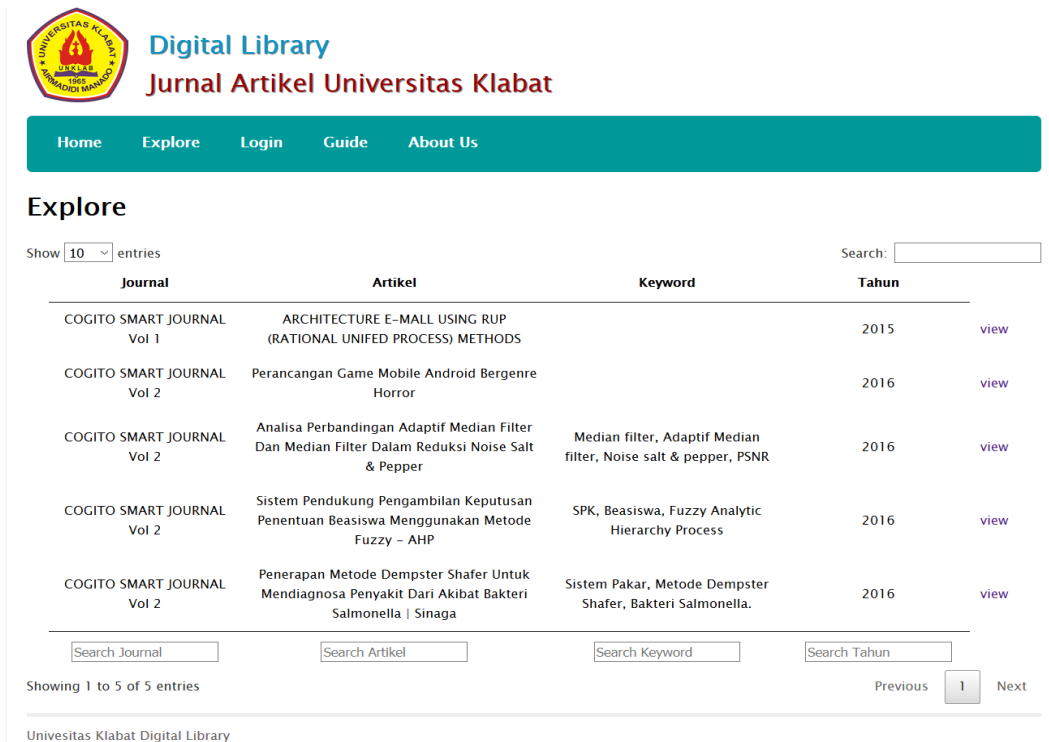 UNIVERSITAS KLABAT
UNKLAB
1965
AIRMADIDI MANADO
Digital Library
Jurnal Artikel Universitas Klabat
Home Explore Login Guide About Us
Explore
Show 10 entries Search:
Journal Artikel Keyword Tahun
COGITO SMART JOURNAL ARCHITECTURE E-MALL USING RUP
Vol 1 (RATIONAL UNIFED PROCESS) METHODS 2015 view
COGITO SMART JOURNAL Perancangan Game Mobile Android Bergenre
Vol 2 Horror 2016 view
Analisa Perbandingan Adaptif Median Filter
COGITO SMART JOURNAL Dan Median Filter Dalam Reduksi Noise Salt Median filter, Adaptif Median
Vol 2 & Pepper filter, Noise salt & pepper, PSNR 2016 view
Sistem Pendukung Pengambilan Keputusan
COGITO SMART JOURNAL Penentuan Beasiswa Menggunakan Metode SPK, Beasiswa, Fuzzy Analytic
Vol 2 Fuzzy - AHP Hierarchy Process 2016 view
Penerapan Metode Dempster Shafer Untuk
COGITO SMART JOURNAL Mendiagnosa Penyakit Dari Akibat Bakteri Sistem Pakar, Metode Dempster
Vol 2 Salmonella | Sinaga Shafer, Bakteri Salmonella. 2016 view
Search Journal Search Artikel Search Keyword Search Tahun
Showing 1 to 5 of 5 entries Previous 1 Next
Univesitas Klabat Digital Library